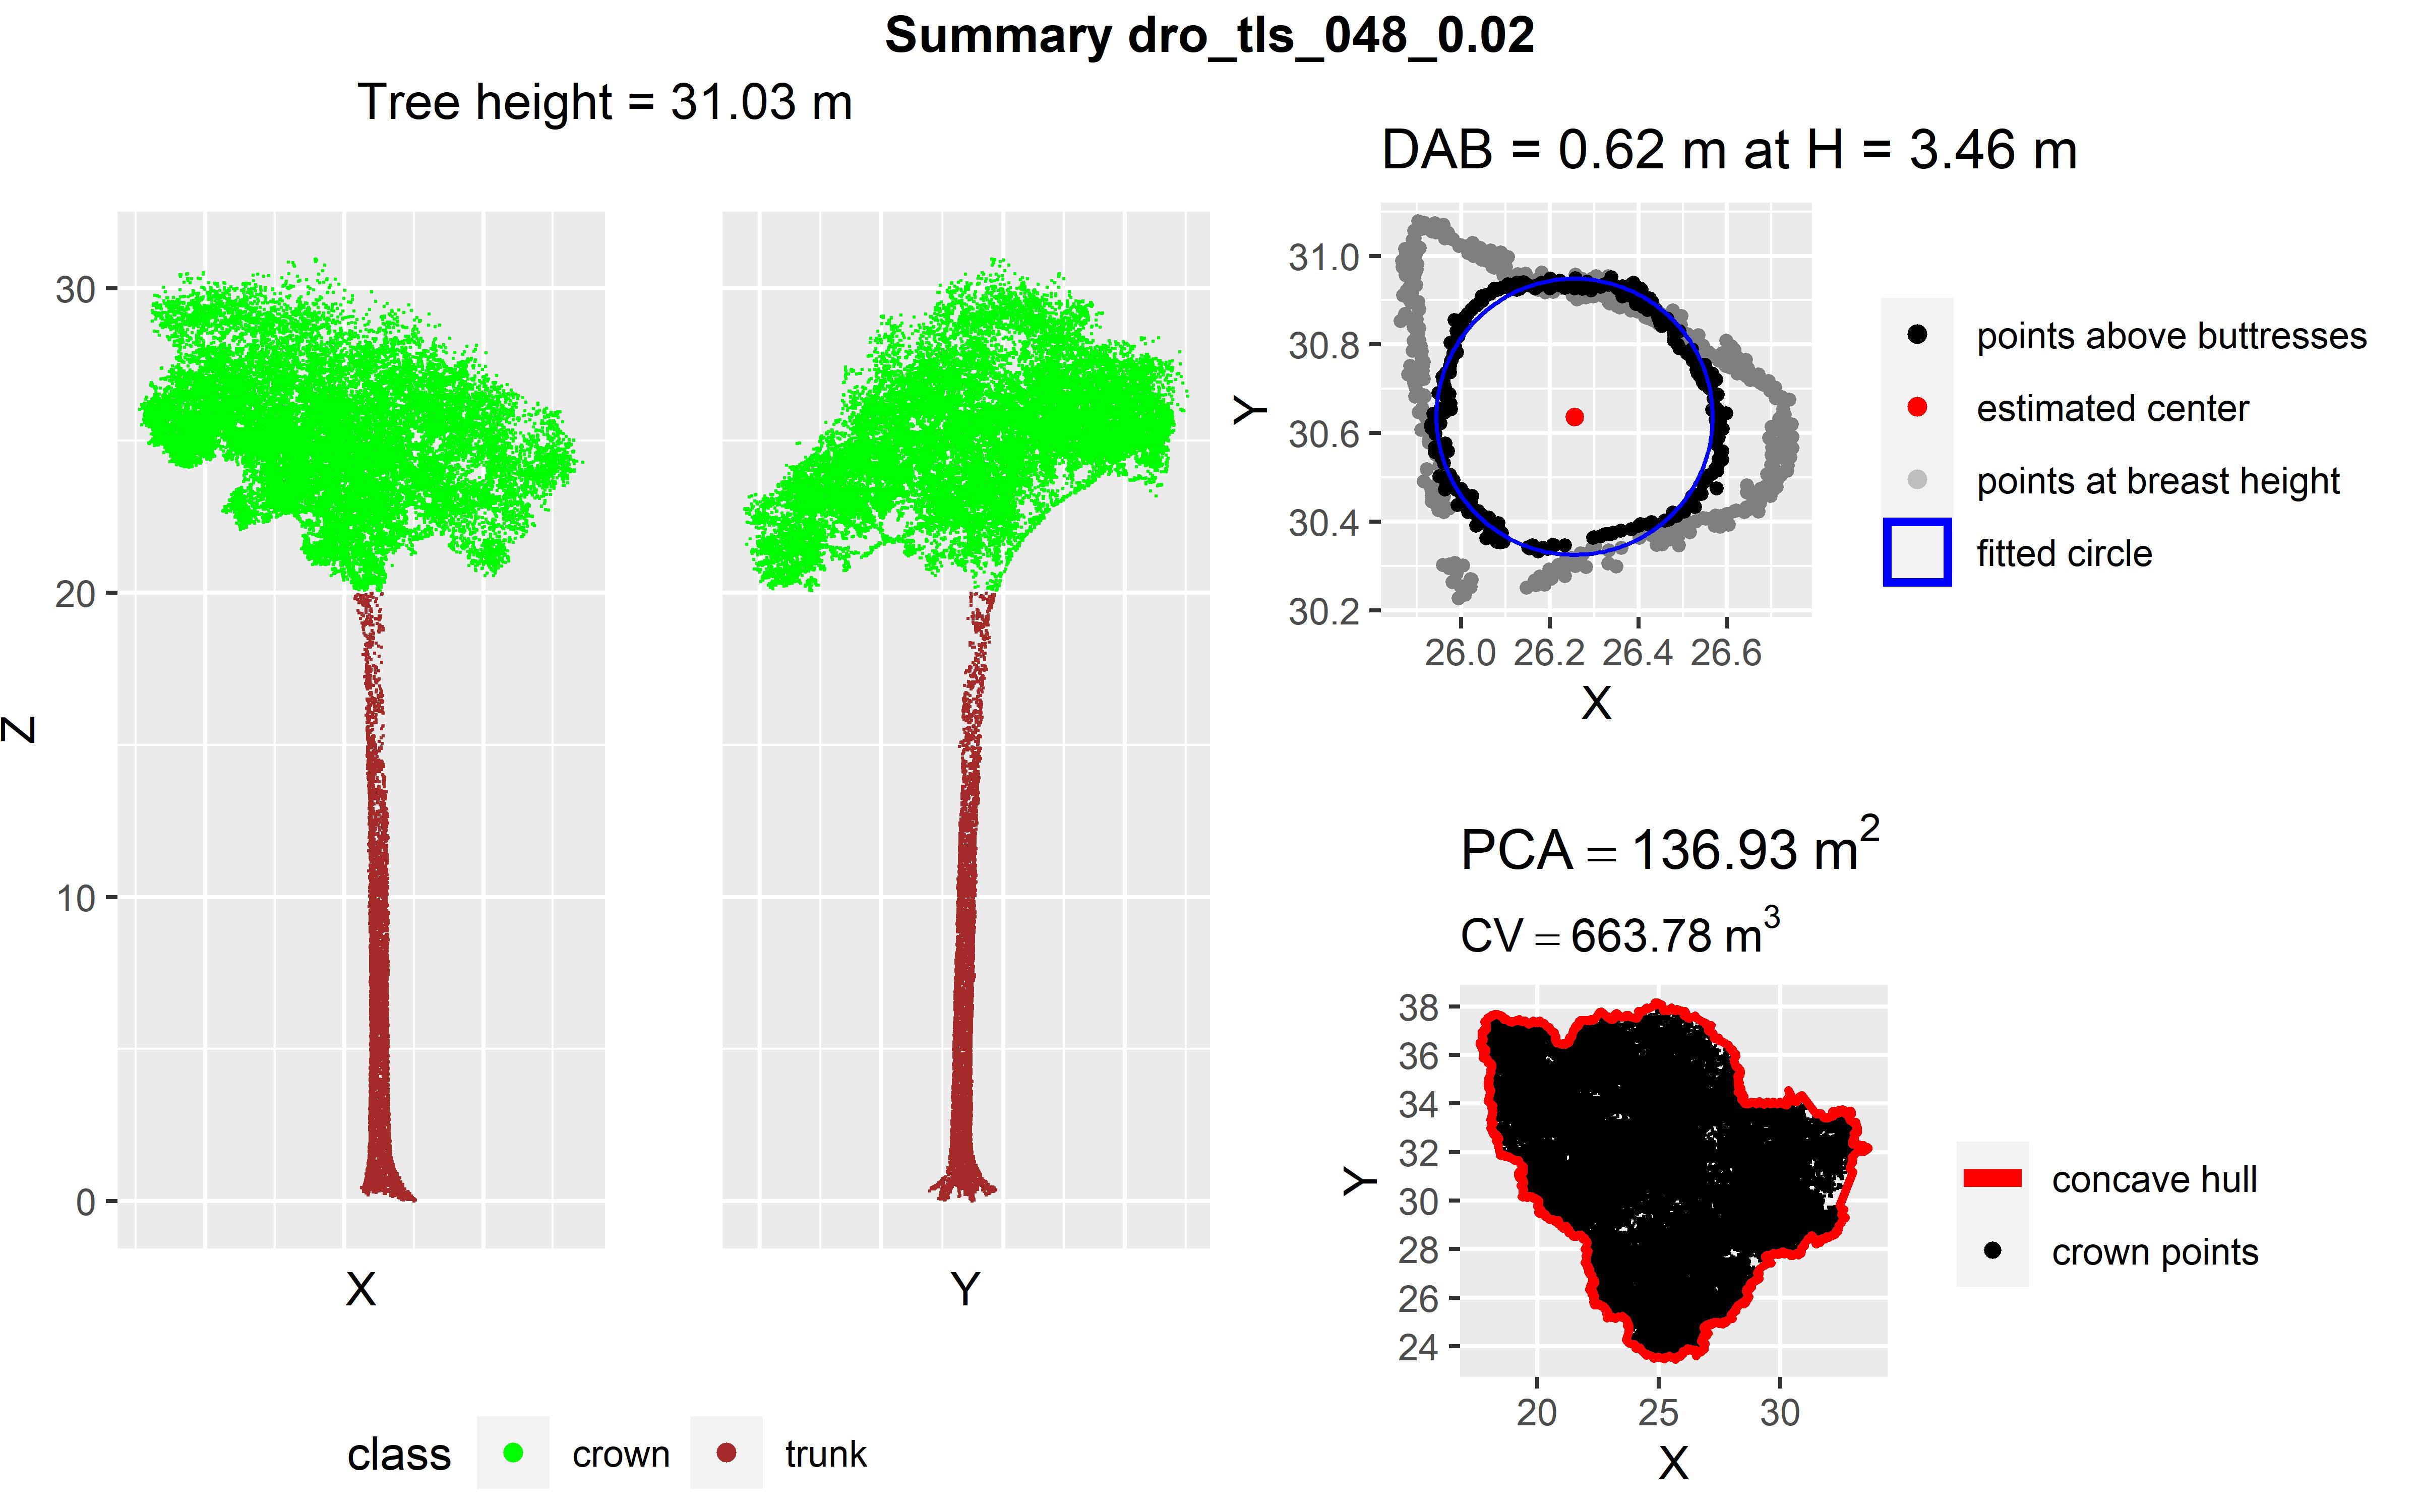 Summary dro_tls_048_0.02
Tree height = 31.03 m
Z
30
20
10
0
X
Y
class
crown
trunk
DAB = 0.62 m at H = 3.46 m
Y
31.0
30.8
30.6
30.4
30.2
26.0 26.2 26.4 26.6
X
points above buttresses
estimated center
points at breast height
fitted circle
PCA = 136.93 m²
CV = 663.78 m³
Y
38
36
34
32
30
28
26
24
20 25 30
X
concave hull
crown points